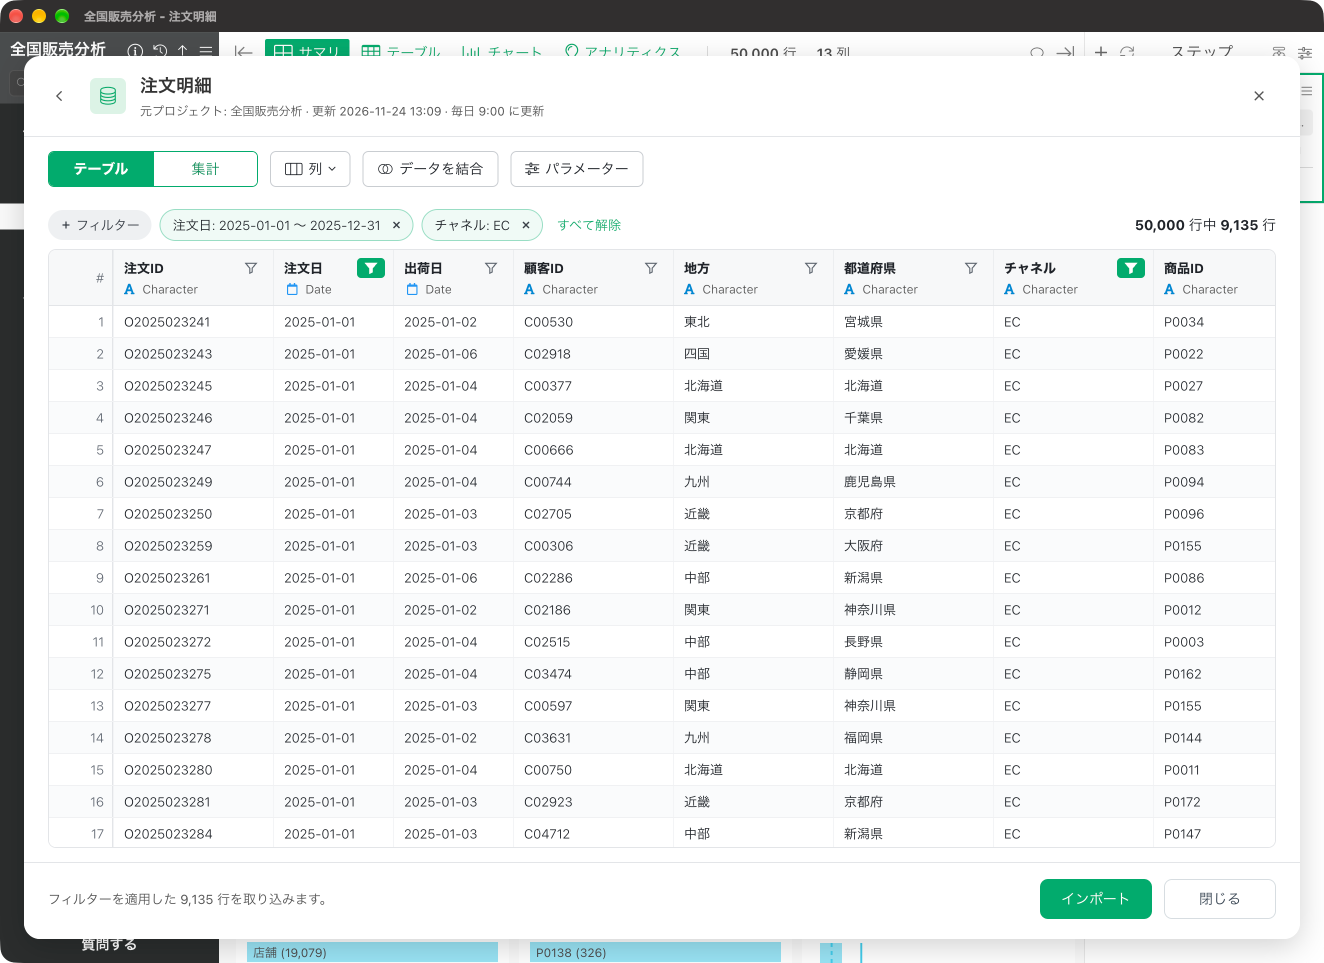 全国販売分析 - 注文明細
全国販売分析
サマリ テーブル チャート アナリティクス 50,000 行 13 列 ステップ
注文明細
元プロジェクト: 全国販売分析 · 更新 2026-11-24 13:09 · 毎日 9:00 に更新
テーブル 集計 列 データを結合 パラメーター
+ フィルター 注文日: 2025-01-01 〜 2025-12-31 × チャネル: EC × すべて解除 50,000 行中 9,135 行
# 注文ID 注文日 出荷日 顧客ID 地方 都道府県 チャネル 商品ID
A Character Date Date A Character A Character A Character A Character A Character
1 O2025023241 2025-01-01 2025-01-02 C00530 東北 宮城県 EC P0034
2 O2025023243 2025-01-01 2025-01-06 C02918 四国 愛媛県 EC P0022
3 O2025023245 2025-01-01 2025-01-04 C00377 北海道 北海道 EC P0027
4 O2025023246 2025-01-01 2025-01-04 C02059 関東 千葉県 EC P0082
5 O2025023247 2025-01-01 2025-01-04 C00666 北海道 北海道 EC P0083
6 O2025023249 2025-01-01 2025-01-04 C00744 九州 鹿児島県 EC P0094
7 O2025023250 2025-01-01 2025-01-03 C02705 近畿 京都府 EC P0096
8 O2025023259 2025-01-01 2025-01-03 C00306 近畿 大阪府 EC P0155
9 O2025023261 2025-01-01 2025-01-06 C02286 中部 新潟県 EC P0086
10 O2025023271 2025-01-01 2025-01-02 C02186 関東 神奈川県 EC P0012
11 O2025023272 2025-01-01 2025-01-04 C02515 中部 長野県 EC P0003
12 O2025023275 2025-01-01 2025-01-04 C03474 中部 静岡県 EC P0162
13 O2025023277 2025-01-01 2025-01-03 C00597 関東 神奈川県 EC P0155
14 O2025023278 2025-01-01 2025-01-02 C03631 九州 福岡県 EC P0144
15 O2025023280 2025-01-01 2025-01-04 C00750 北海道 北海道 EC P0011
16 O2025023281 2025-01-01 2025-01-03 C02923 近畿 京都府 EC P0172
17 O2025023284 2025-01-01 2025-01-03 C04712 中部 新潟県 EC P0147
フィルターを適用した 9,135 行を取り込みます。 インポート 閉じる
質問する 店舗 (19,079) P0138 (326)